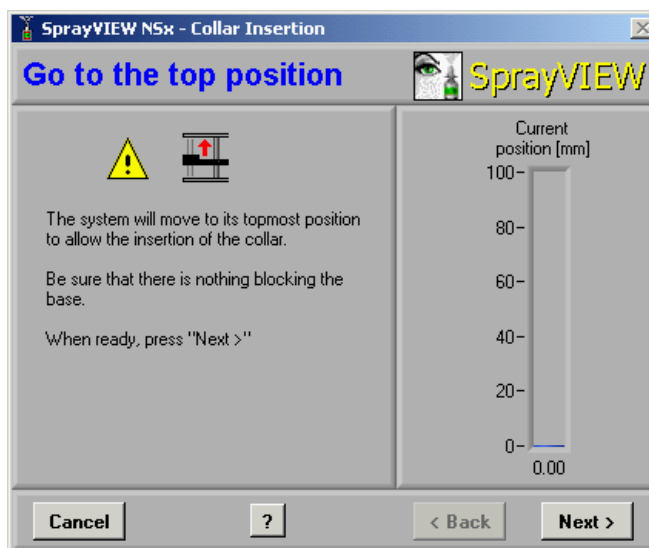 SprayVIEW NSx - Collar Insertion
Go to the top position
SprayVIEW
The system will move to its topmost position
to allow the insertion of the collar.
Be sure that there is nothing blocking the
base.
When ready, press "Next >"
Current
position [mm]
100
80
60
40
20
0
0.00
Cancel
?
< Back
Next >